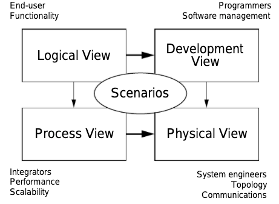 End-user
Functionality
Programmers
Software management
Logical View
Development
View
Scenarios
Process View
Physical View
Integrators
Performance
Scalability
System engineers
Topology
Communications